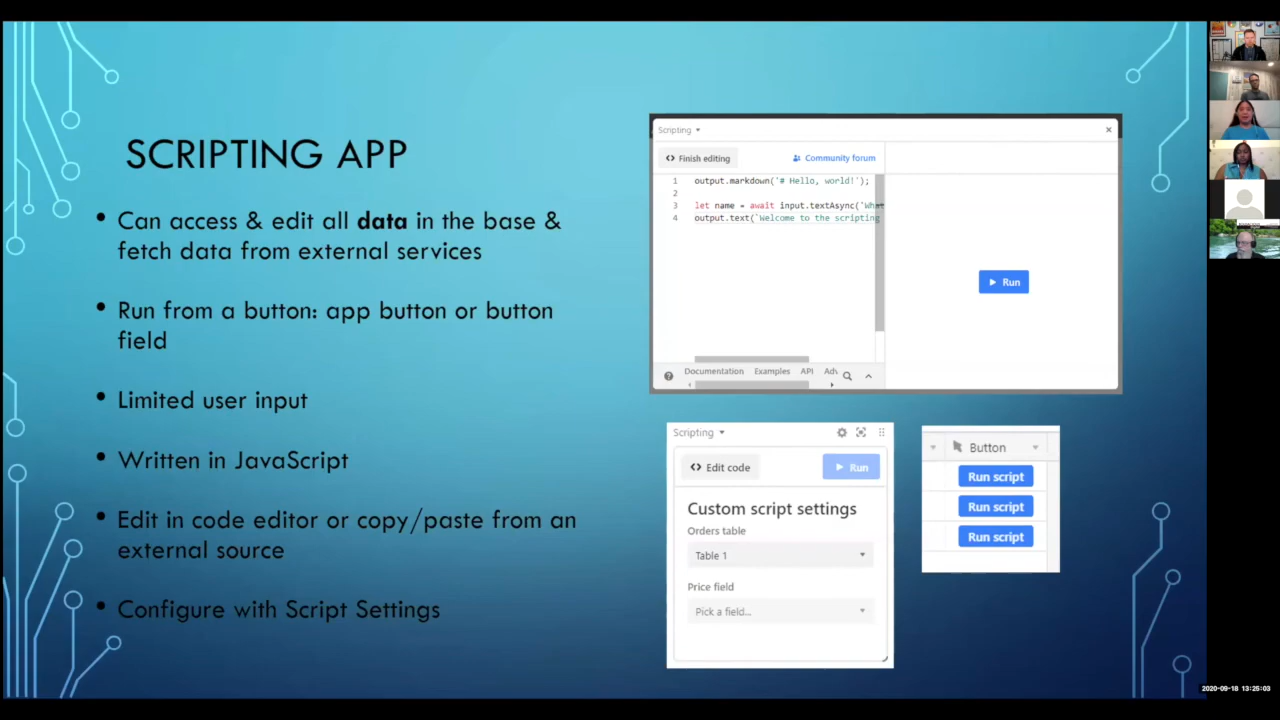 SCRIPTING APP
• Can access & edit all data in the base &
fetch data from external services
• Run from a button: app button or button
field
• Limited user input
• Written in JavaScript
• Edit in code editor or copy/paste from an
external source
• Configure with Script Settings
Scripting
Finish editing
Community forum
1 output.markdown('# Hello, world!');
2
3 let name = await input.textAsync('Wh
4 output.text(`Welcome to the scripting
Run
Documentation Examples API Adv
Scripting
Edit code
Run
Custom script settings
Orders table
Table 1
Price field
Pick a field...
Button
Run script
Run script
Run script
2020-09-18 13:25:03